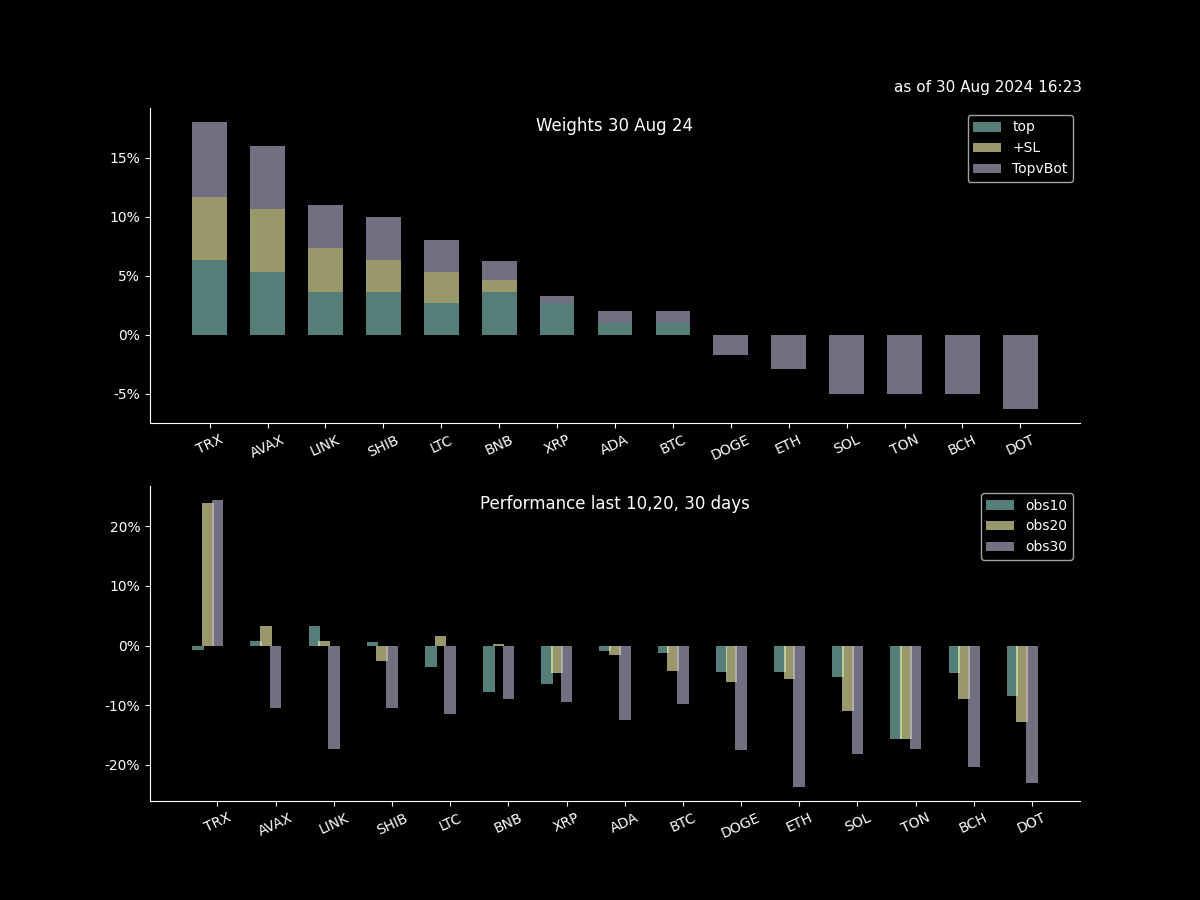 as of 30 Aug 2024 16:23
Weights 30 Aug 24
top
+SL
TopvBot
15%
10%
5%
0%
-5%
TRX AVAX LINK SHIB LTC BNB XRP ADA BTC DOGE ETH SOL TON BCH DOT
Performance last 10,20, 30 days
obs10
obs20
obs30
20%
10%
0%
-10%
-20%
TRX AVAX LINK SHIB LTC BNB XRP ADA BTC DOGE ETH SOL TON BCH DOT